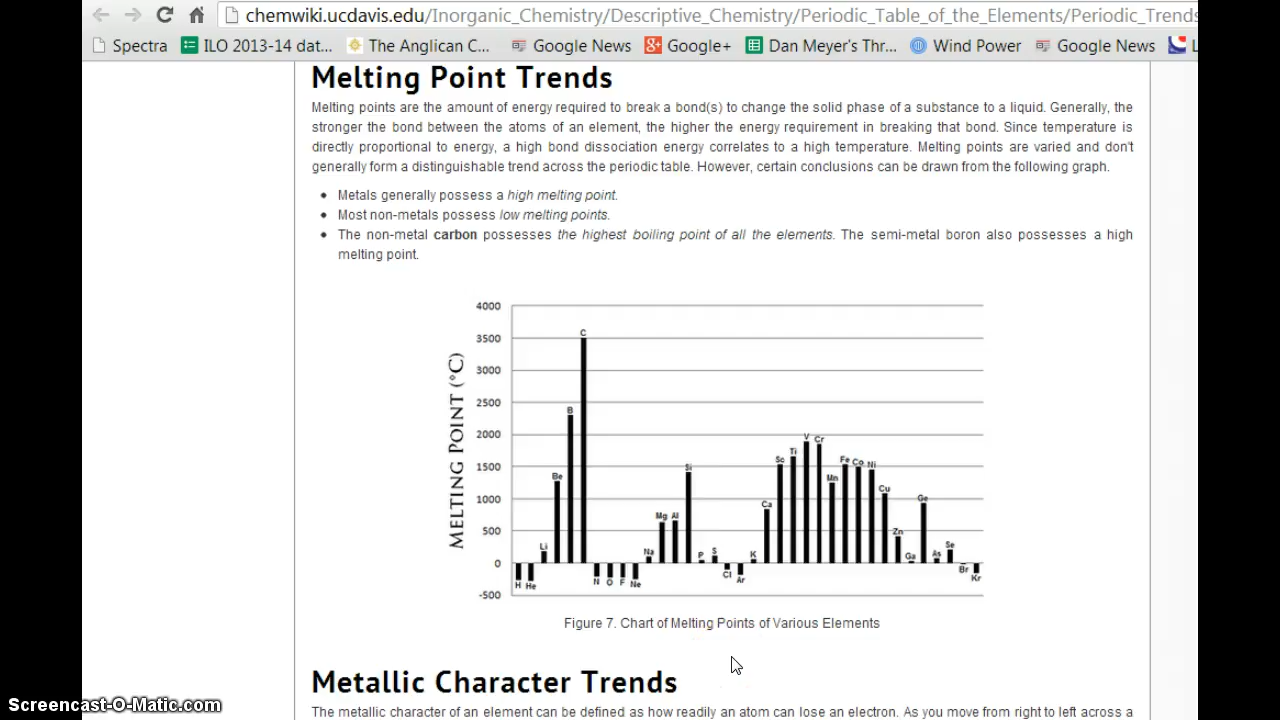 chemwiki.ucdavis.edu/Inorganic_Chemistry/Descriptive_Chemistry/Periodic_Table_of_the_Elements/Periodic_Trends
Spectra ILO 2013-14 dat... The Anglican C... Google News Google+ Dan Meyer's Thr... Wind Power Google News L
Melting Point Trends
Melting points are the amount of energy required to break a bond(s) to change the solid phase of a substance to a liquid. Generally, the
stronger the bond between the atoms of an element, the higher the energy requirement in breaking that bond. Since temperature is
directly proportional to energy, a high bond dissociation energy correlates to a high temperature. Melting points are varied and don't
generally form a distinguishable trend across the periodic table. However, certain conclusions can be drawn from the following graph.
• Metals generally possess a high melting point.
• Most non-metals possess low melting points.
• The non-metal carbon possesses the highest boiling point of all the elements. The semi-metal boron also possesses a high
melting point.
MELTING POINT (°C)
4000
3500
3000
2500
2000
1500
1000
500
0
-500
H He Li Be B C N O F Ne Na Mg Al Si P S Cl Ar K Ca Sc Ti V Cr Mn Fe Co Ni Cu Zn Ga Ge As Se Br Kr
Figure 7. Chart of Melting Points of Various Elements
Metallic Character Trends
The metallic character of an element can be defined as how readily an atom can lose an electron. As you move from right to left across a
Screencast-O-Matic.com